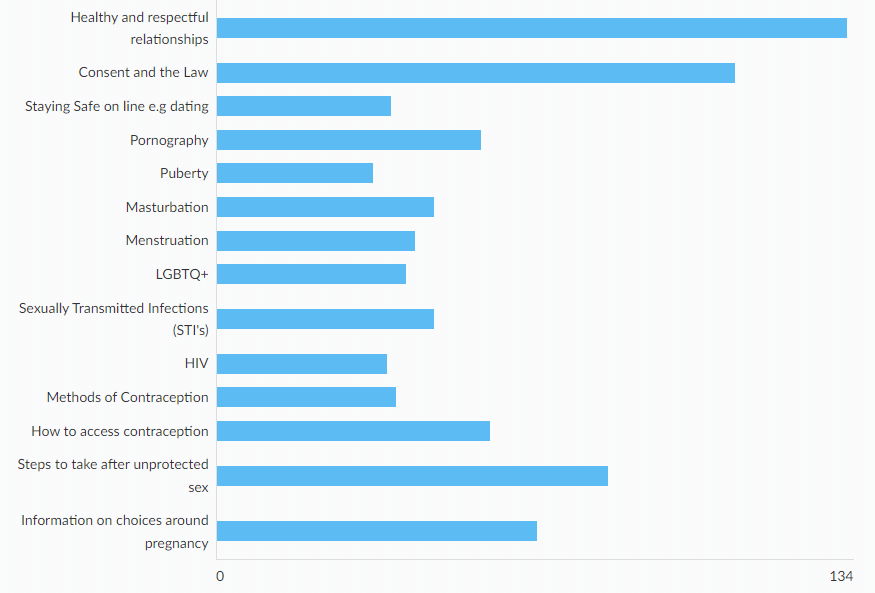 Healthy and respectful
relationships
Consent and the Law
Staying Safe on line e.g dating
Pornography
Puberty
Masturbation
Menstruation
LGBTQ+
Sexually Transmitted Infections
(STI's)
HIV
Methods of Contraception
How to access contraception
Steps to take after unprotected
sex
Information on choices around
pregnancy
0 134